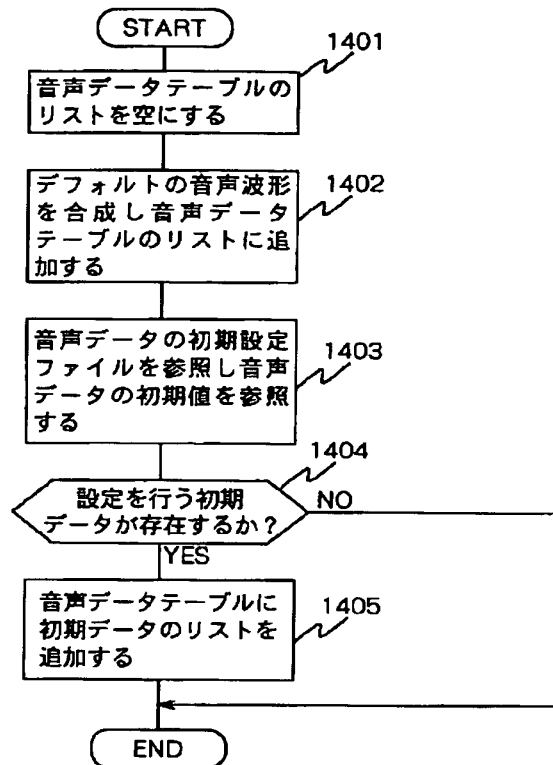 START
1401
音声データテーブルの
リストを空にする
1402
デフォルトの音声波形
を合成し音声データ
テーブルのリストに追
加する
音声データの初期設定
ファイルを参照し音声
データの初期値を参照
する
1403
1404
設定を行う初期
データが存在するか?
NO
YES
音声データテーブルに
初期データのリストを
追加する
1405
END